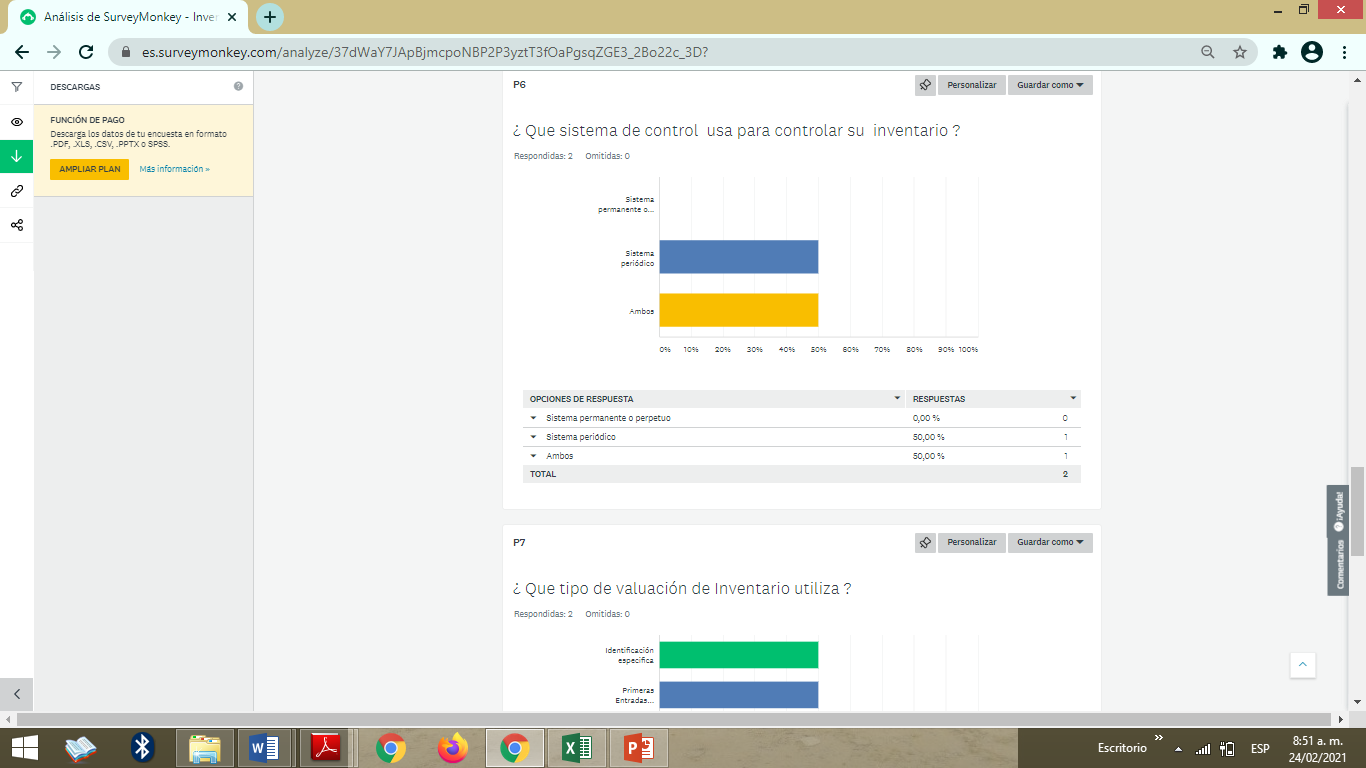 Análisis de SurveyMonkey - Inver
es.surveymonkey.com/analyze/37dWaY7JApBjmcpoNBP2P3yztT3fOaPgsqZGE3_2Bo22c_3D?
DESCARGAS
FUNCIÓN DE PAGO
Descarga los datos de tu encuesta en formato
.PDF, .XLS, .CSV, .PPTX o SPSS.
AMPLIAR PLAN Más información »
P6 Personalizar Guardar como
¿ Que sistema de control usa para controlar su inventario ?
Respondidas: 2 Omitidas: 0
Sistema
permanente o...
Sistema
periódico
Ambos
0% 10% 20% 30% 40% 50% 60% 70% 80% 90% 100%
OPCIONES DE RESPUESTA RESPUESTAS
Sistema permanente o perpetuo 0,00 % 0
Sistema periódico 50,00 % 1
Ambos 50,00 % 1
TOTAL 2
Comentarios ¡Ayuda!
P7 Personalizar Guardar como
¿ Que tipo de valuación de Inventario utiliza ?
Respondidas: 2 Omitidas: 0
Identificación
específica
Primeras
Entradas...
Escritorio ESP 8:51 a. m.
24/02/2021